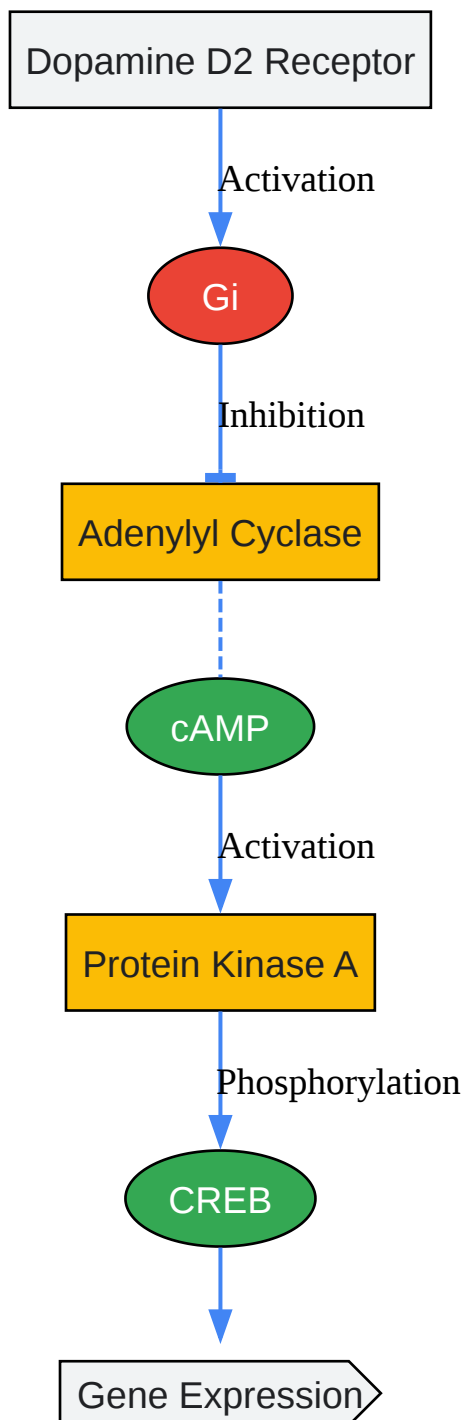 Dopamine D2 Receptor
Activation
Gi
Inhibition
Adenylyl Cyclase
cAMP
Activation
Protein Kinase A
Phosphorylation
CREB
Gene Expression